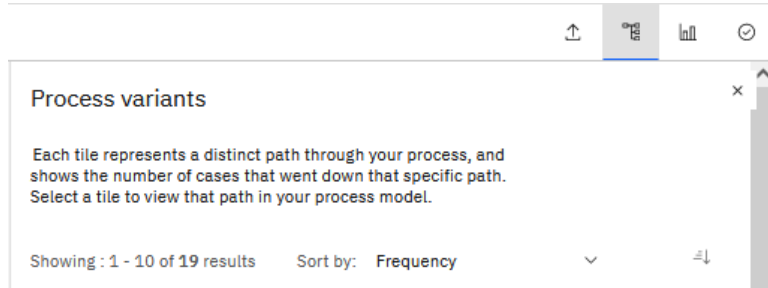 Process variants
Each tile represents a distinct path through your process, and
shows the number of cases that went down that specific path.
Select a tile to view that path in your process model.
Showing : 1 - 10 of 19 results Sort by: Frequency